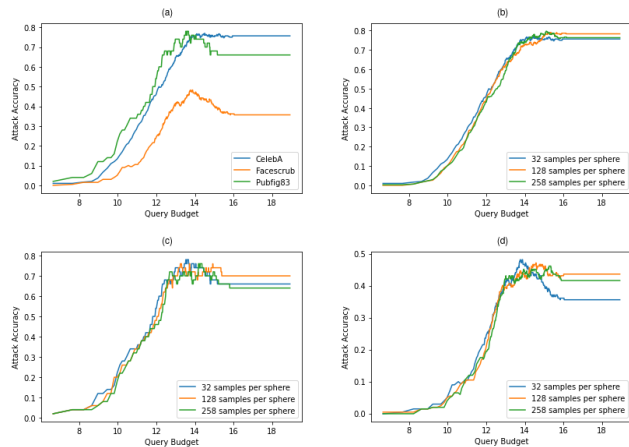 (a)
Attack Accuracy
0.8
0.7
0.6
0.5
0.4
0.3
0.2
0.1
0.0
CelebA
Facescrub
Pubfig83
8 10 12 14 16 18
Query Budget
(b)
Attack Accuracy
0.8
0.7
0.6
0.5
0.4
0.3
0.2
0.1
0.0
32 samples per sphere
128 samples per sphere
258 samples per sphere
8 10 12 14 16 18
Query Budget
(c)
Attack Accuracy
0.8
0.7
0.6
0.5
0.4
0.3
0.2
0.1
0.0
32 samples per sphere
128 samples per sphere
258 samples per sphere
8 10 12 14 16 18
Query Budget
(d)
Attack Accuracy
0.5
0.4
0.3
0.2
0.1
0.0
32 samples per sphere
128 samples per sphere
258 samples per sphere
8 10 12 14 16 18
Query Budget